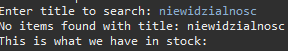 Enter title to search: niewidzialnosc
No items found with title: niewidzialnosc
This is what we have in stock: